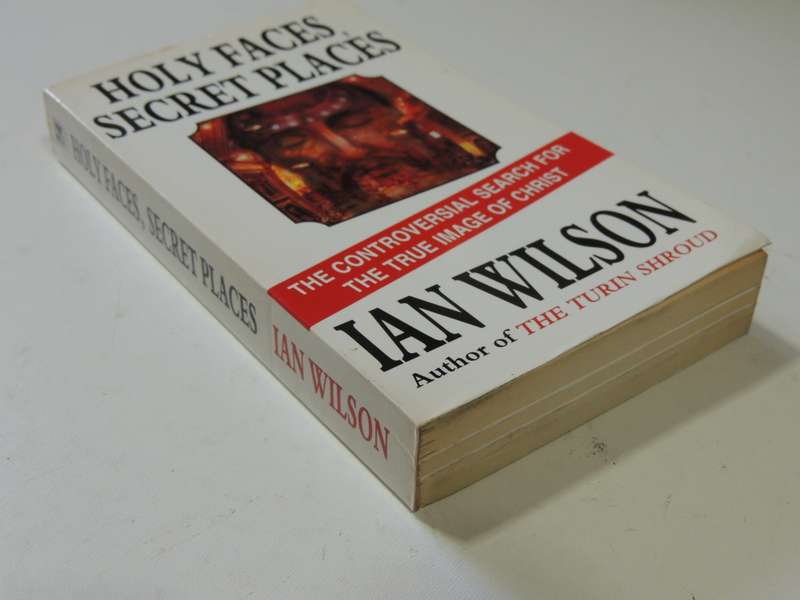 HOLY FACES,
SECRET PLACES
THE CONTROVERSIAL SEARCH FOR
THE TRUE IMAGE OF CHRIST
IAN WILSON
Author of THE TURIN SHROUD
HOLY FACES, SECRET PLACES
IAN WILSON